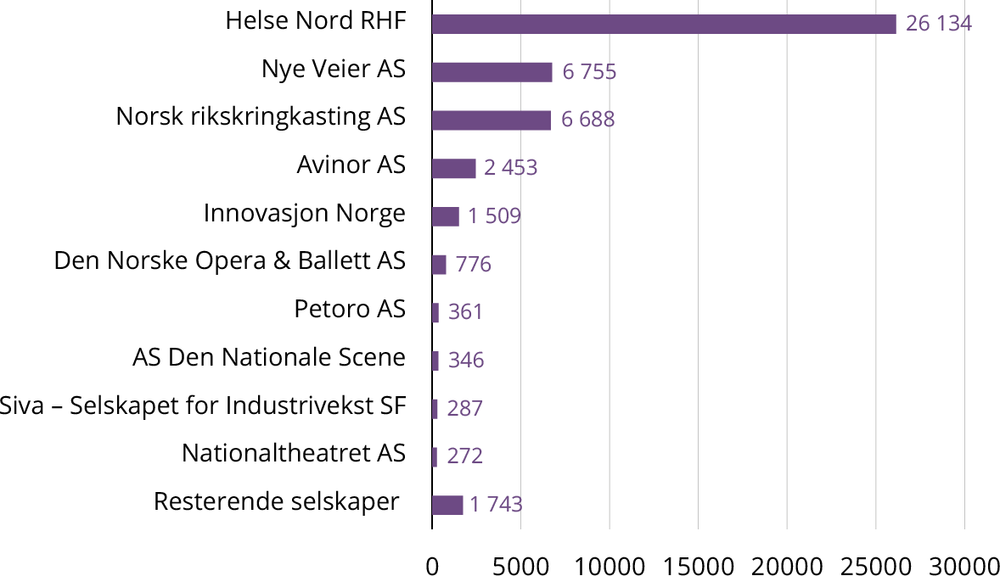 Helse Nord RHF 26 134
Nye Veier AS 6 755
Norsk rikskringkasting AS 6 688
Avinor AS 2 453
Innovasjon Norge 1 509
Den Norske Opera & Ballett AS 776
Petoro AS 361
AS Den Nationale Scene 346
Siva – Selskapet for Industrivekst SF 287
Nationaltheatret AS 272
Resterende selskaper 1 743
0 5000 10000 15000 20000 25000 30000